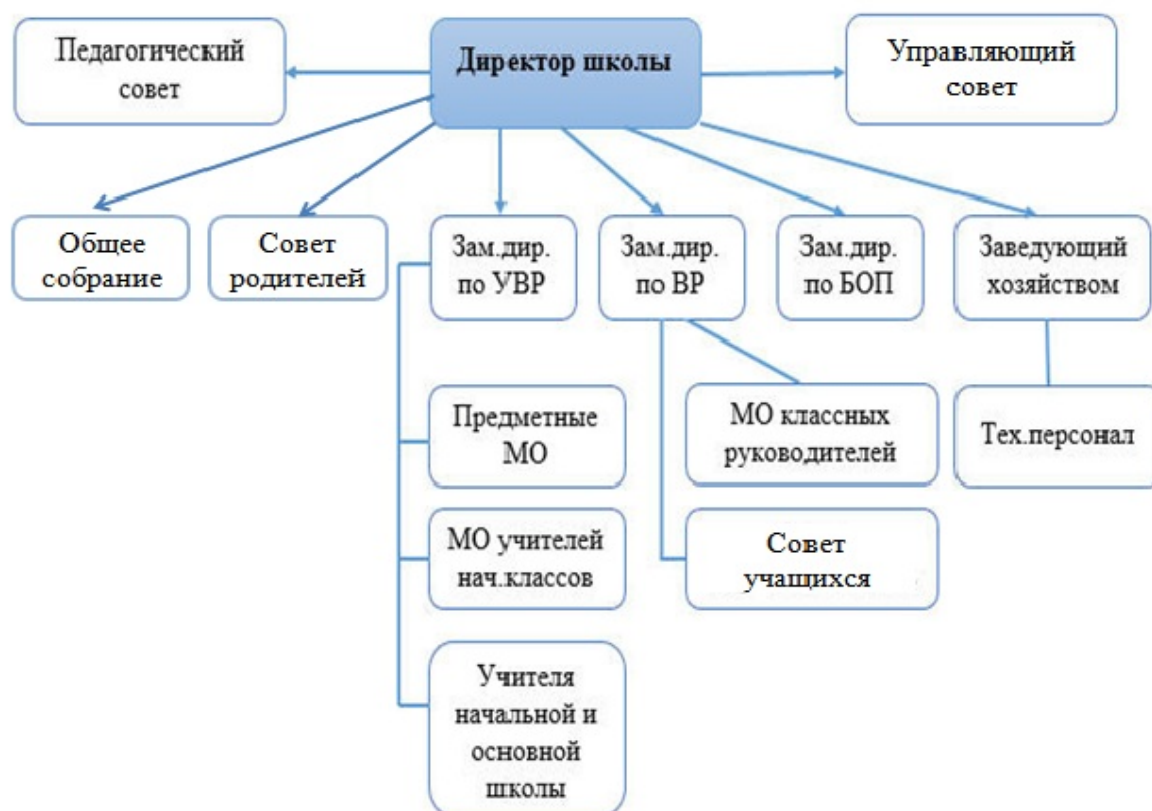 Педагогический
совет
Директор школы
Управляющий
совет
Общее
собрание
Совет
родителей
Зам.дир.
по УВР
Зам.дир.
по ВР
Зам.дир.
по БОП
Заведующий
хозяйством
Предметные
МО
МО классных
руководителей
Тех.персонал
МО учителей
нач.классов
Совет
учащихся
Учителя
начальной и
основной
школы